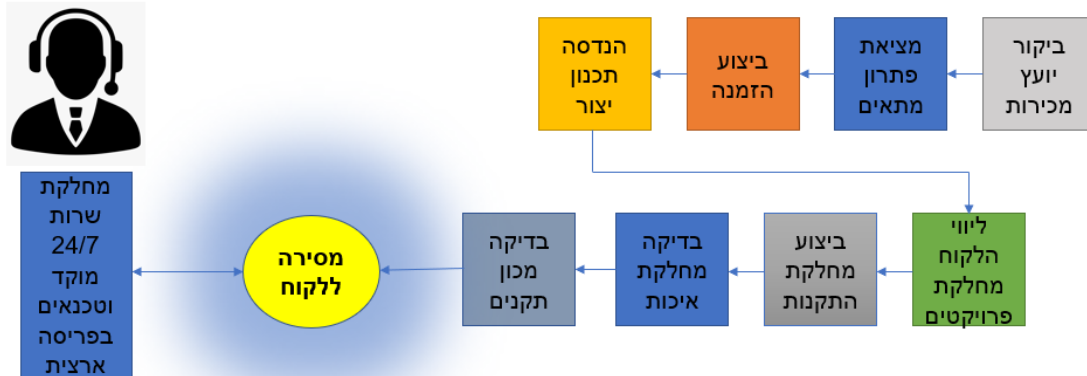 ביקור
יועץ
מכירות
מציאת
פתרון
מתאים
ביצוע
הזמנה
הנדסה
תכנון
יצור
ליווי
הלקוח
מחלקת
פרויקטים
ביצוע
מחלקת
התקנות
בדיקה
מחלקת
איכות
בדיקה
מכון
תקנים
מסירה
ללקוח
מחלקת
שרות
24/7
מוקד
וטכנאים
בפריסה
ארצית